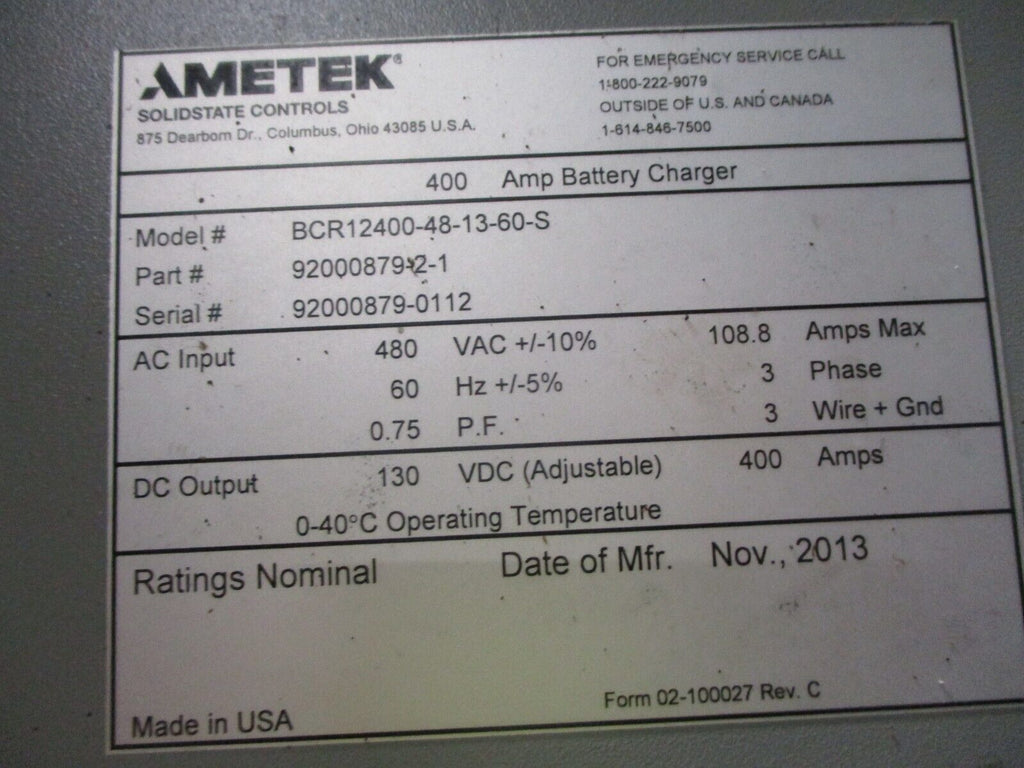 AMETEK®
SOLIDSTATE CONTROLS
875 Dearborn Dr., Columbus, Ohio 43085 U.S.A.
FOR EMERGENCY SERVICE CALL
1-800-222-9079
OUTSIDE OF U.S. AND CANADA
1-614-846-7500
400 Amp Battery Charger
Model # BCR12400-48-13-60-S
Part # 92000879-2-1
Serial # 92000879-0112
AC Input 480 VAC +/-10% 108.8 Amps Max
60 Hz +/-5% 3 Phase
0.75 P.F. 3 Wire + Gnd
DC Output 130 VDC (Adjustable) 400 Amps
0-40°C Operating Temperature
Ratings Nominal Date of Mfr. Nov., 2013
Form 02-100027 Rev. C
Made in USA